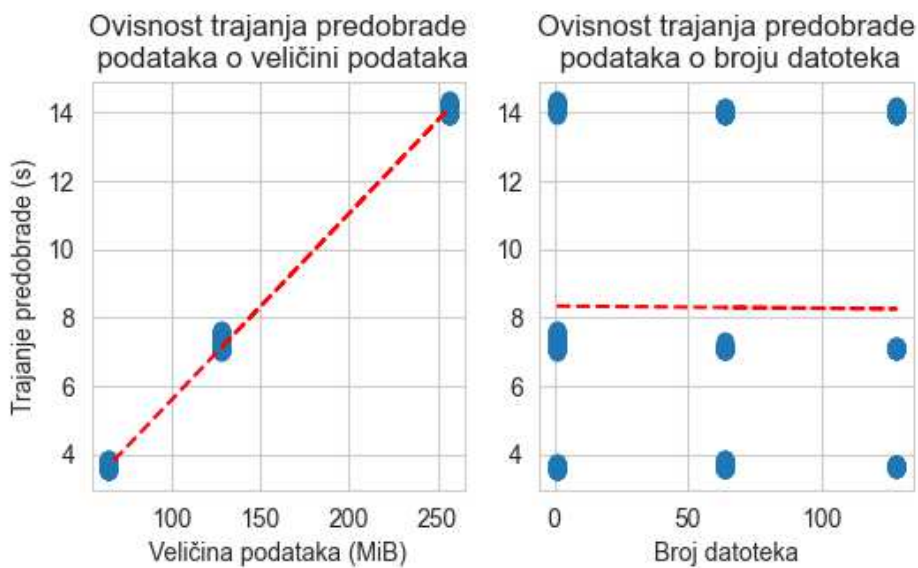 Ovisnost trajanja predobrade
podataka o veličini podataka
Trajanje predobrade (s)
14
12
10
8
6
4
100
150
200
250
Veličina podataka (MiB)
Ovisnost trajanja predobrade
podataka o broju datoteka
14
12
10
8
6
4
0
50
100
Broj datoteka